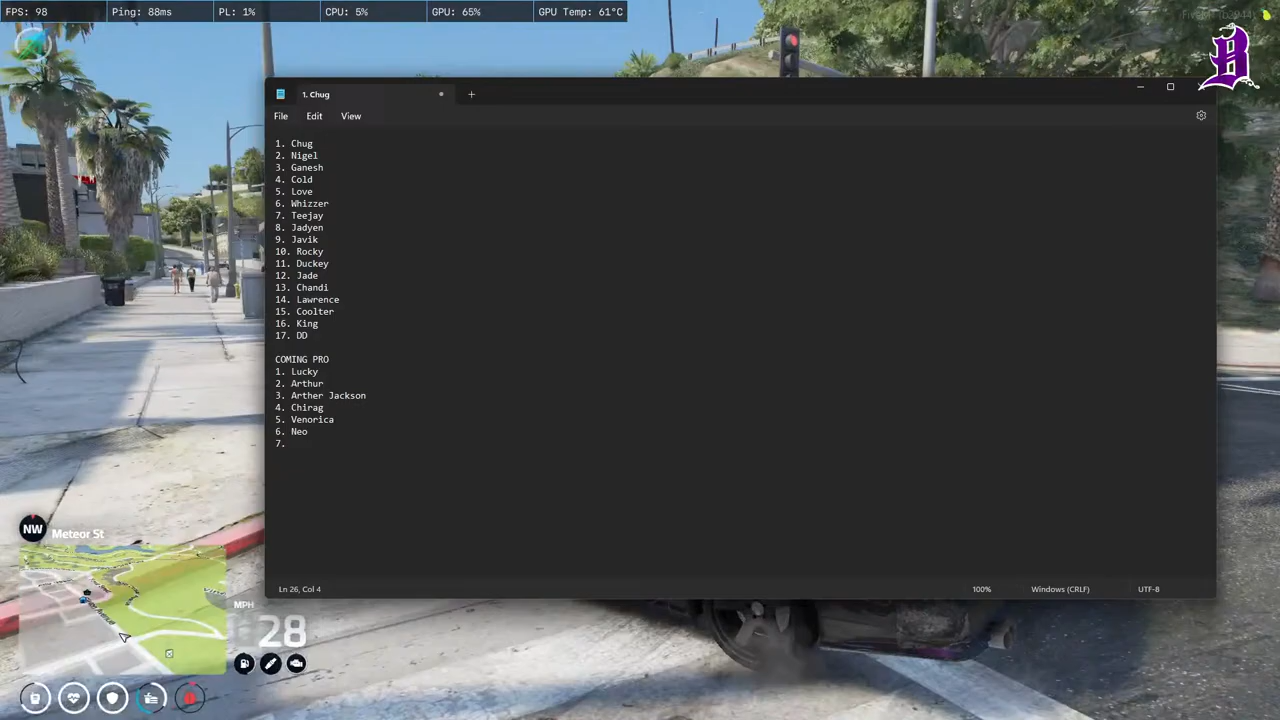 FPS: 98 Ping: 88ms PL: 1% CPU: 5% GPU: 65% GPU Temp: 61°C
1. Chug
File Edit View
1. Chug
2. Nigel
3. Ganesh
4. Cold
5. Love
6. Whizzer
7. Teejay
8. Jadyen
9. Javik
10. Rocky
11. Duckey
12. Jade
13. Chandi
14. Lawrence
15. Coolter
16. King
17. DD
COMING PRO
1. Lucky
2. Arthur
3. Arther Jackson
4. Chirag
5. Venorica
6. Neo
7.
Ln 26, Col 4 100% Windows (CRLF) UTF-8
NW Meteor St
MPH
28